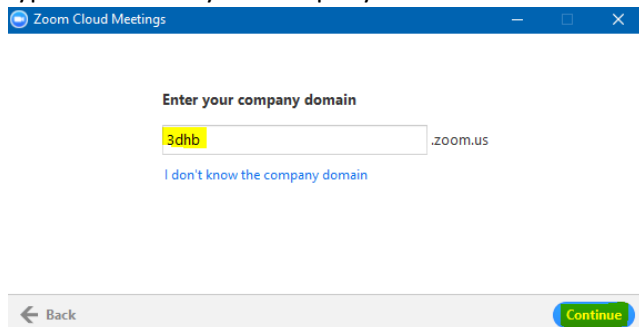 Zoom Cloud Meetings
Enter your company domain
3dhb .zoom.us
I don't know the company domain
Back Continue